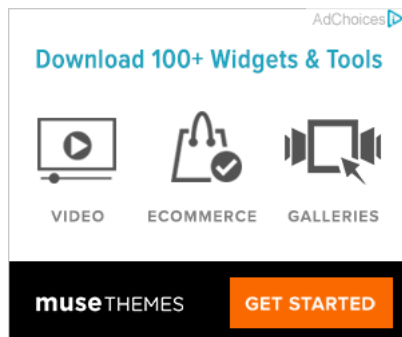 AdChoices
Download 100+ Widgets & Tools
VIDEO ECOMMERCE GALLERIES
museTHEMES GET STARTED